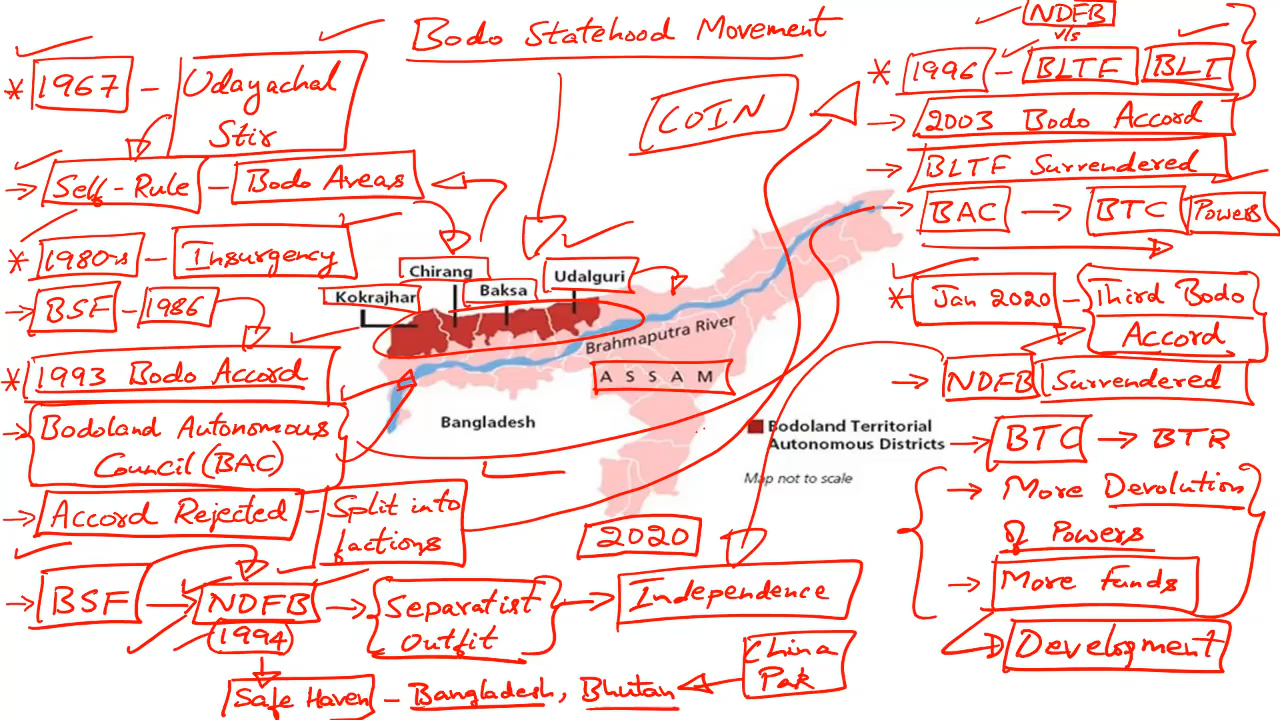 Bodo Statehood Movement
* 1967 - Udayachal
Stir
→ Self-Rule - Bodo Areas
* 1980s - Insurgency
→ BSF - 1986
* 1993 Bodo Accord
→ Bodoland Autonomous
Council (BAC)
→ Accord Rejected - Split into
factions
→ BSF → NDFB → Separatist
Outfit
→ Independence
(1994)
Safe Haven - Bangladesh, Bhutan
China
Pak
2020
COIN
Chirang
Kokrajhar
Baksa
Udalguri
Brahmaputra River
ASSAM
Bangladesh
Bodoland Territorial
Autonomous Districts
Map not to scale
NDFB
v/s
* 1996 - BLTF BLT
→ 2003 Bodo Accord
→ BLTF Surrendered
→ BAC → BTC Powers
* Jan 2020 - Third Bodo
Accord
→ NDFB Surrendered
→ BTC → BTR
→ More Devolution
of Powers
→ More Funds
→ Development